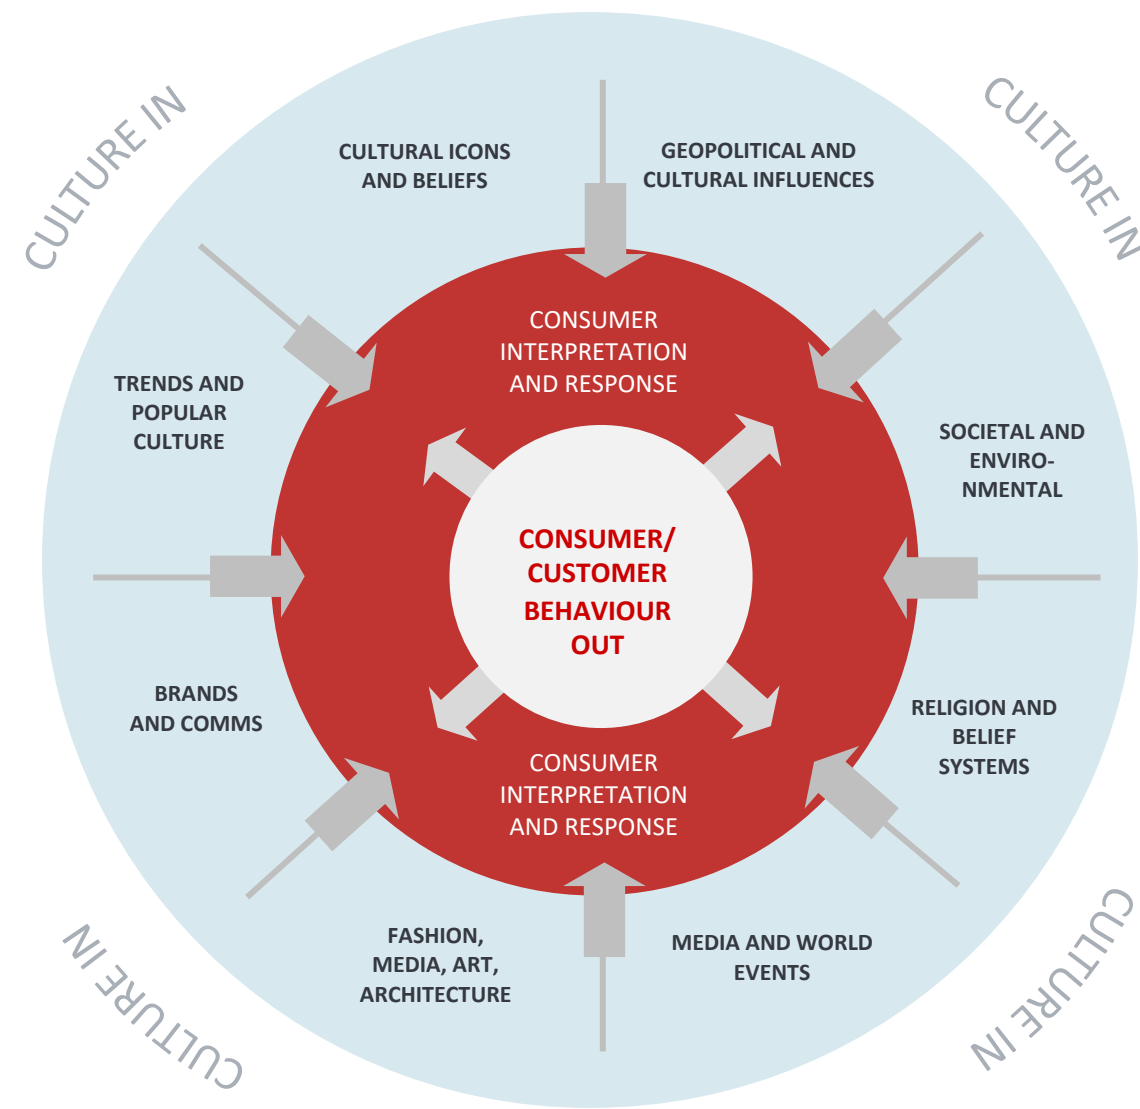 CULTURE IN
CULTURE IN
CULTURAL ICONS
AND BELIEFS
GEOPOLITICAL AND
CULTURAL INFLUENCES
CONSUMER
INTERPRETATION
AND RESPONSE
TRENDS AND
POPULAR
CULTURE
SOCIETAL AND
ENVIRO-
NMENTAL
CONSUMER/
CUSTOMER
BEHAVIOUR
OUT
BRANDS
AND COMMS
RELIGION AND
BELIEF
SYSTEMS
CONSUMER
INTERPRETATION
AND RESPONSE
FASHION,
MEDIA, ART,
ARCHITECTURE
MEDIA AND WORLD
EVENTS
CULTURE IN
CULTURE IN